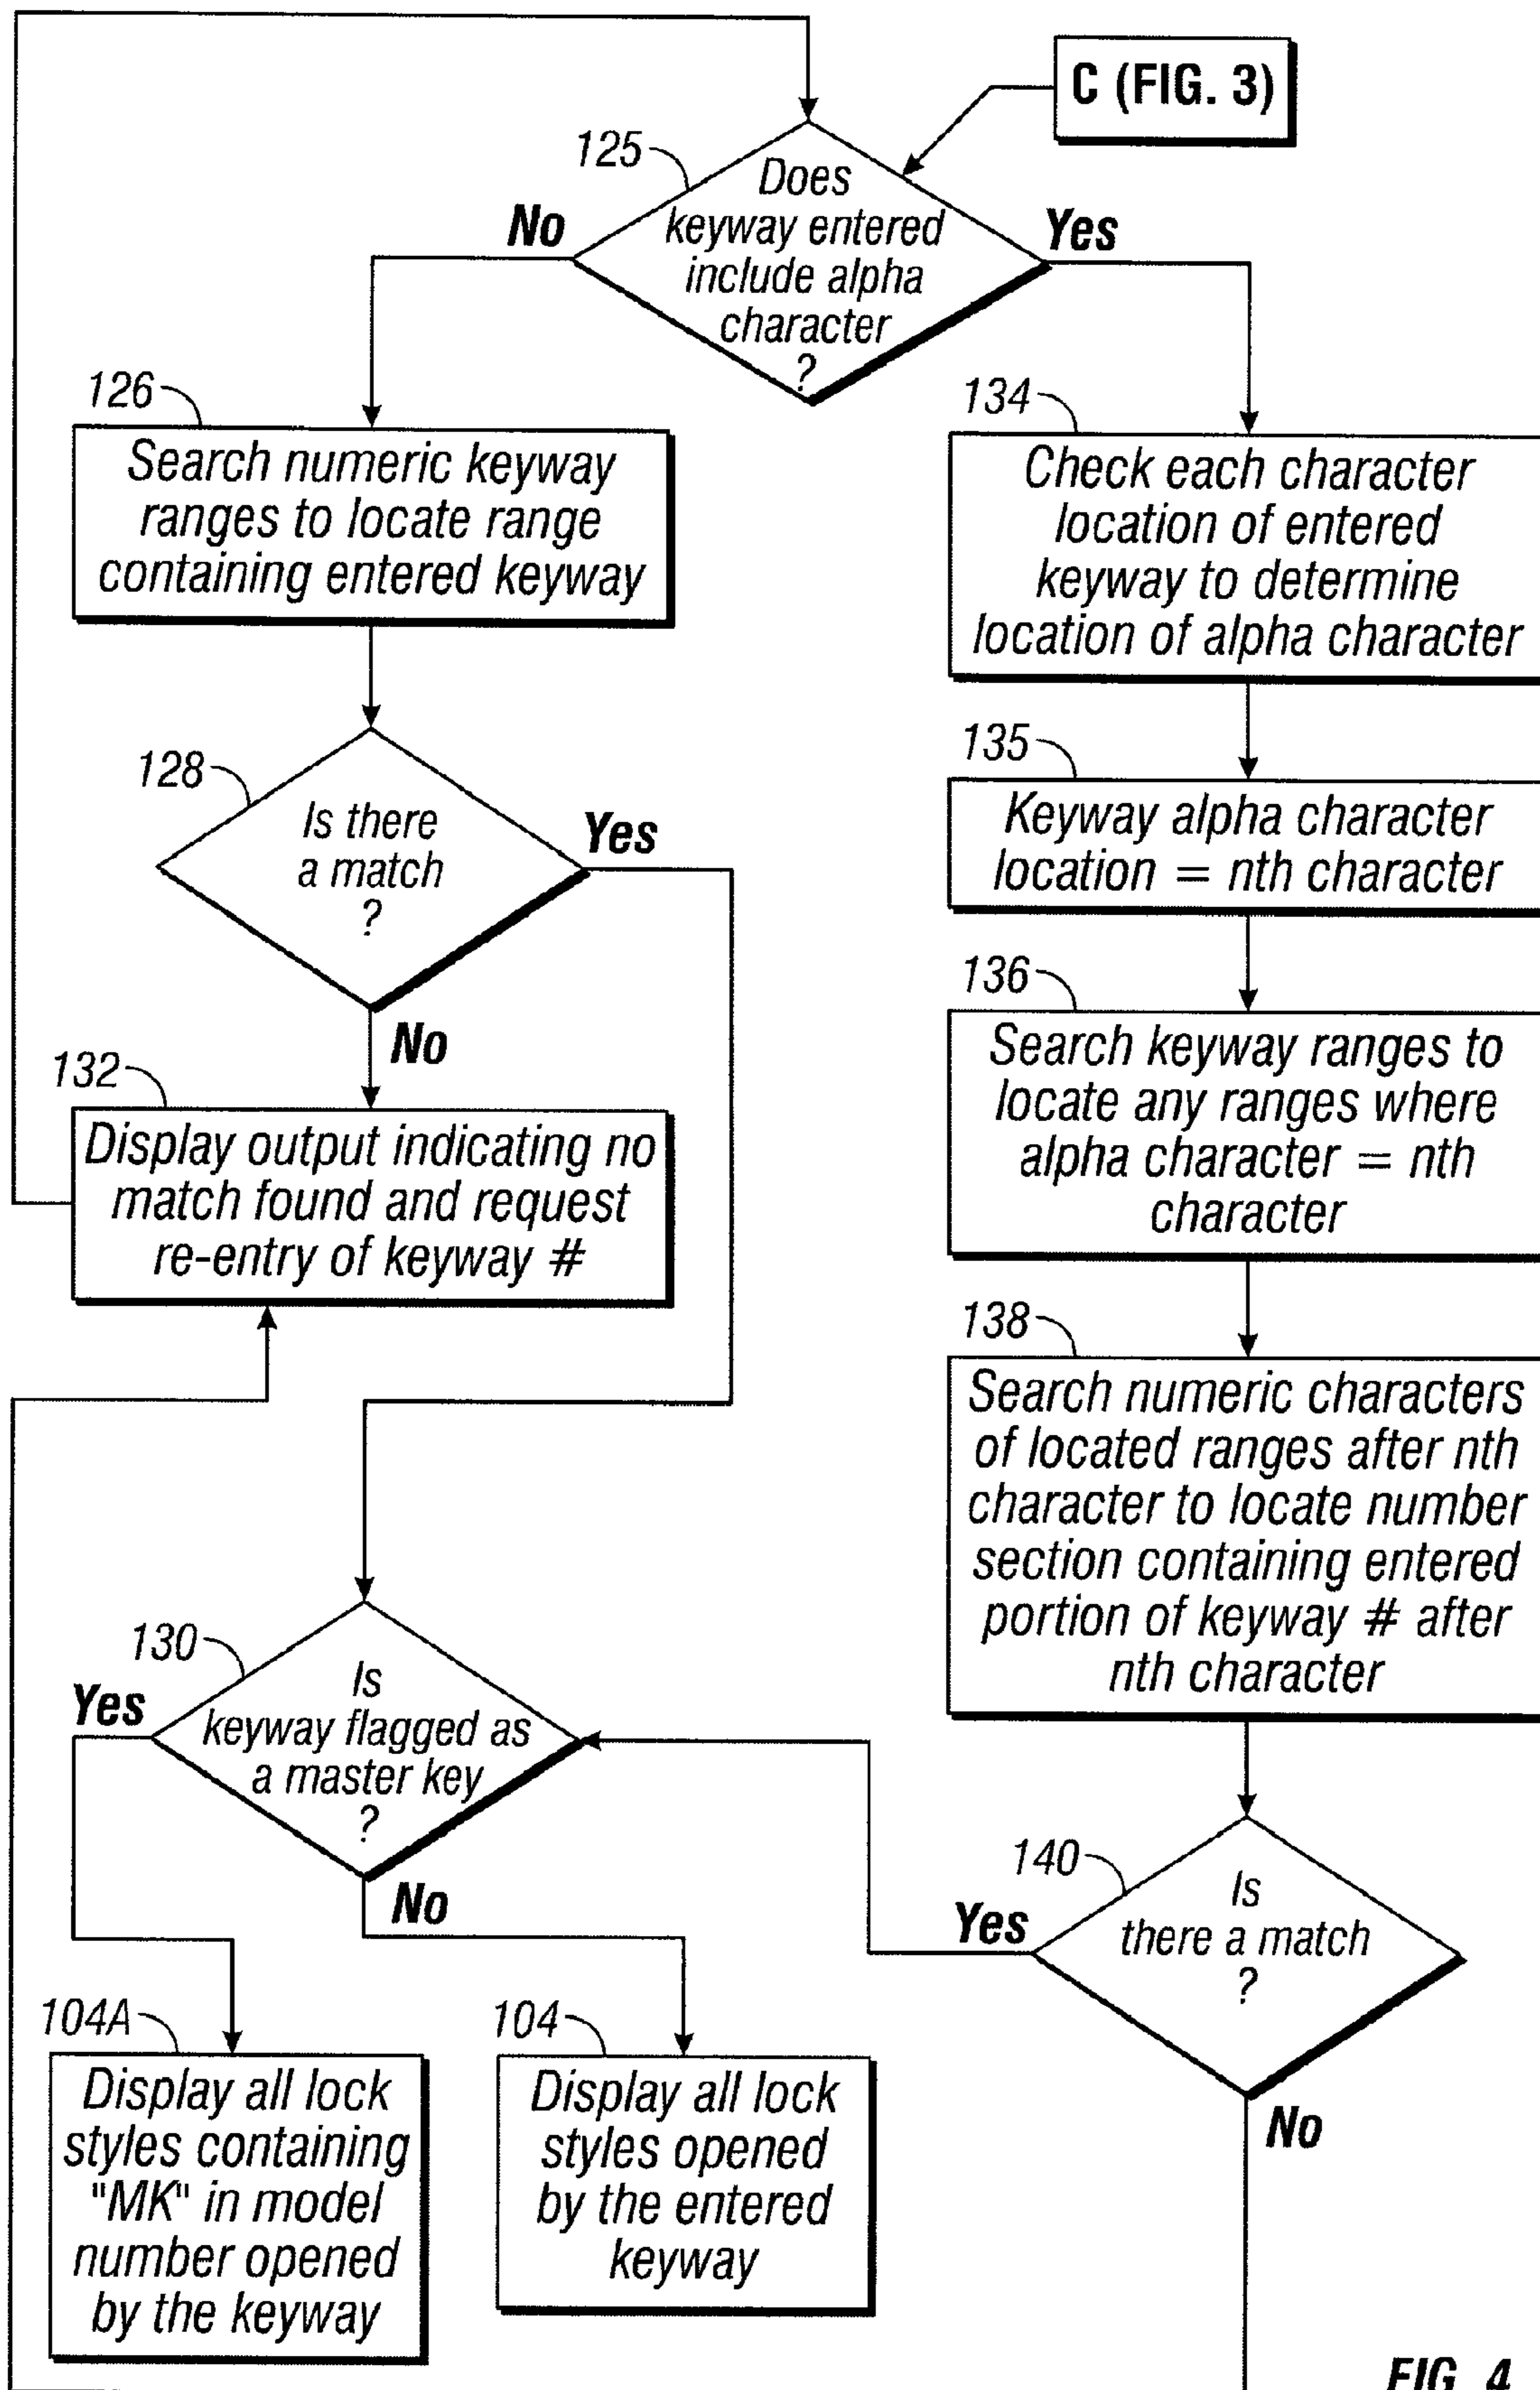 C (FIG. 3)
125
Does
keyway entered
include alpha
character
?
No
Yes
126
Search numeric keyway
ranges to locate range
containing entered keyway
134
Check each character
location of entered
keyway to determine
location of alpha character
128
Is there
a match
?
Yes
No
135
Keyway alpha character
location = nth character
136
Search keyway ranges to
locate any ranges where
alpha character = nth
character
132
Display output indicating no
match found and request
re-entry of keyway #
138
Search numeric characters
of located ranges after nth
character to locate number
section containing entered
portion of keyway # after
nth character
130
Is
keyway flagged as
a master key
?
Yes
No
140
Is
there a match
?
Yes
No
104A
Display all lock
styles containing
"MK" in model
number opened
by the keyway
104
Display all lock
styles opened
by the entered
keyway
FIG. 4